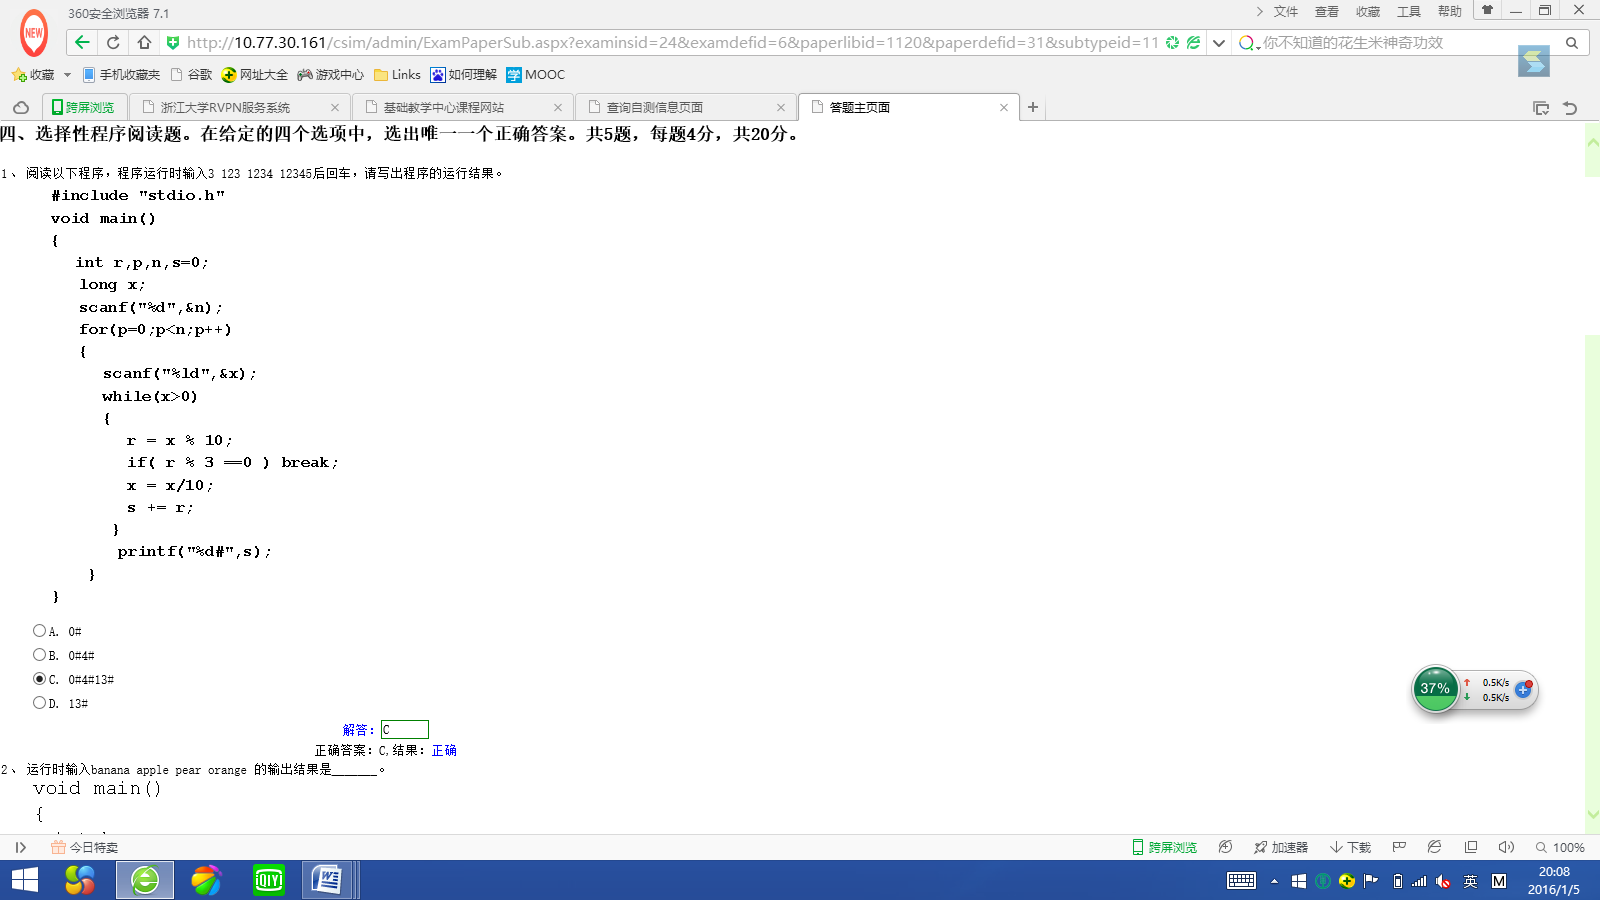 360安全浏览器 7.1
文件 查看 收藏 工具 帮助
NEW
http://10.77.30.161/csim/admin/ExamPaperSub.aspx?examinsid=24&examdefid=6&paperlibid=1120&paperdefid=31&subtypeid=11
你不知道的花生米神奇功效
收藏 手机收藏夹 谷歌 网址大全 游戏中心 Links 如何理解 学 MOOC
跨屏浏览 浙江大学RVPN服务系统 基础教学中心课程网站 查询自测信息页面 答题主页面
四、选择性程序阅读题。在给定的四个选项中，选出唯一一个正确答案。共5题，每题4分，共20分。
1、 阅读以下程序，程序运行时输入3 123 1234 12345后回车，请写出程序的运行结果。
#include "stdio.h"
void main()
{
int r,p,n,s=0;
long x;
scanf("%d",&n);
for(p=0;p<n;p++)
{
scanf("%ld",&x);
while(x>0)
{
r = x % 10;
if( r % 3 ==0 ) break;
x = x/10;
s += r;
}
printf("%d#",s);
}
}
A. 0#
B. 0#4#
C. 0#4#13#
D. 13#
解答：C
正确答案：C,结果：正确
37%
0.5K/s
0.5K/s
2、 运行时输入banana apple pear orange 的输出结果是_______。
void main()
{
今日特卖
跨屏浏览 加速器 下载 100%
QIY
英 M
20:08
2016/1/5